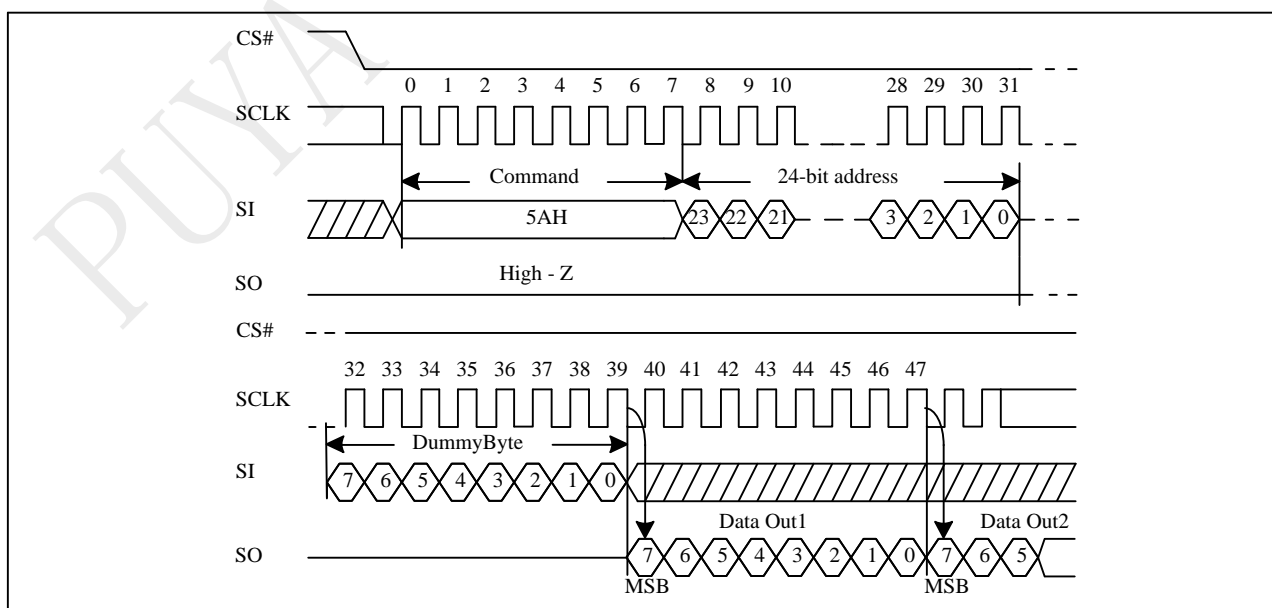 PUYA
CS#
0 1 2 3 4 5 6 7 8 9 10 28 29 30 31
SCLK
Command 24-bit address
SI 5AH 23 22 21 3 2 1 0
High - Z
SO
CS#
32 33 34 35 36 37 38 39 40 41 42 43 44 45 46 47
SCLK
DummyByte
SI 7 6 5 4 3 2 1 0
Data Out1 Data Out2
SO 7 6 5 4 3 2 1 0 7 6 5
MSB MSB